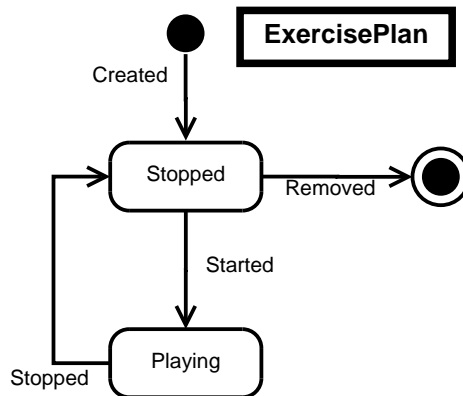 ExercisePlan
Created
Stopped
Removed
Started
Playing
Stopped